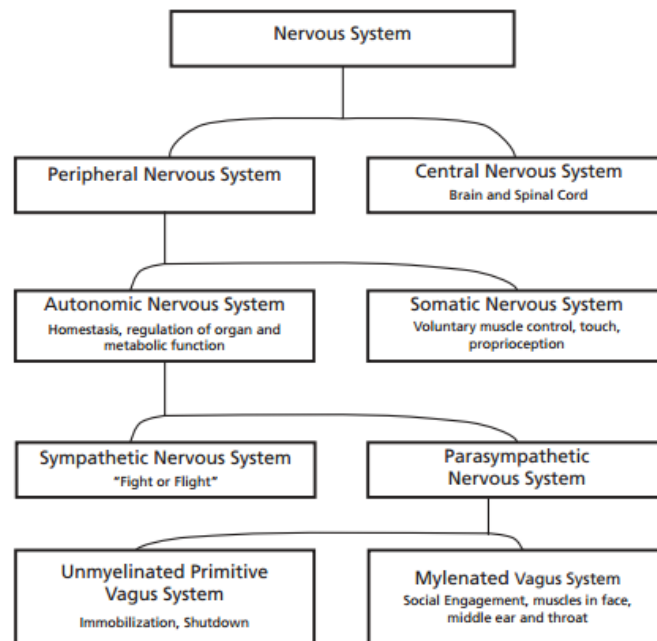 Nervous System
Peripheral Nervous System
Central Nervous System
Brain and Spinal Cord
Autonomic Nervous System
Homestasis, regulation of organ and
metabolic function
Somatic Nervous System
Voluntary muscle control, touch,
proprioception
Sympathetic Nervous System
"Fight or Flight"
Parasympathetic
Nervous System
Unmyelinated Primitive
Vagus System
Immobilization, Shutdown
Mylenated Vagus System
Social Engagement, muscles in face,
middle ear and throat